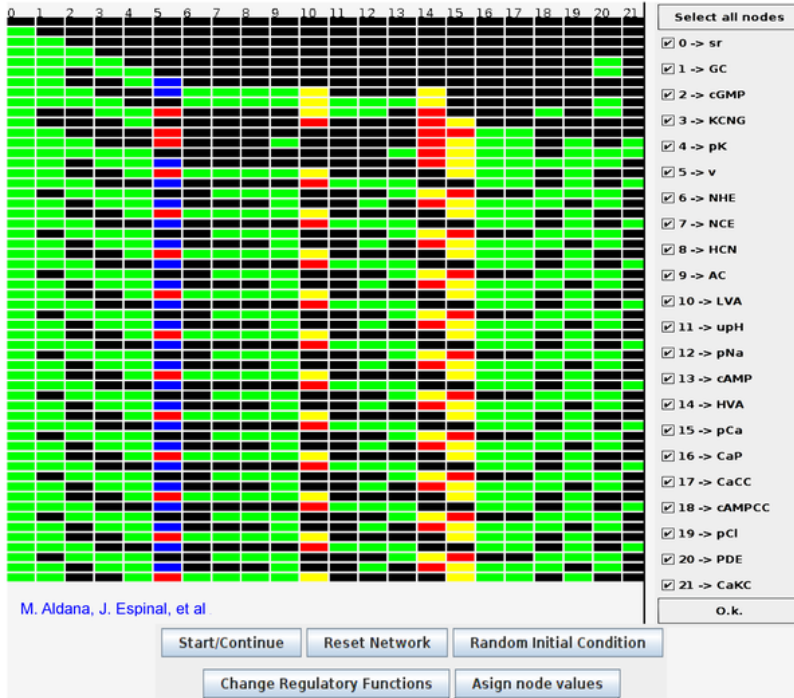 0 1 2 3 4 5 6 7 8 9 10 11 12 13 14 15 16 17 18 19 20 21
Select all nodes
0 -> sr
1 -> GC
2 -> cGMP
3 -> KCNG
4 -> pK
5 -> v
6 -> NHE
7 -> NCE
8 -> HCN
9 -> AC
10 -> LVA
11 -> upH
12 -> pNa
13 -> cAMP
14 -> HVA
15 -> pCa
16 -> CaP
17 -> CaCC
18 -> cAMPCC
19 -> pCl
20 -> PDE
21 -> CaKC
O.k.
M. Aldana, J. Espinal, et al
Start/Continue Reset Network Random Initial Condition
Change Regulatory Functions Asign node values